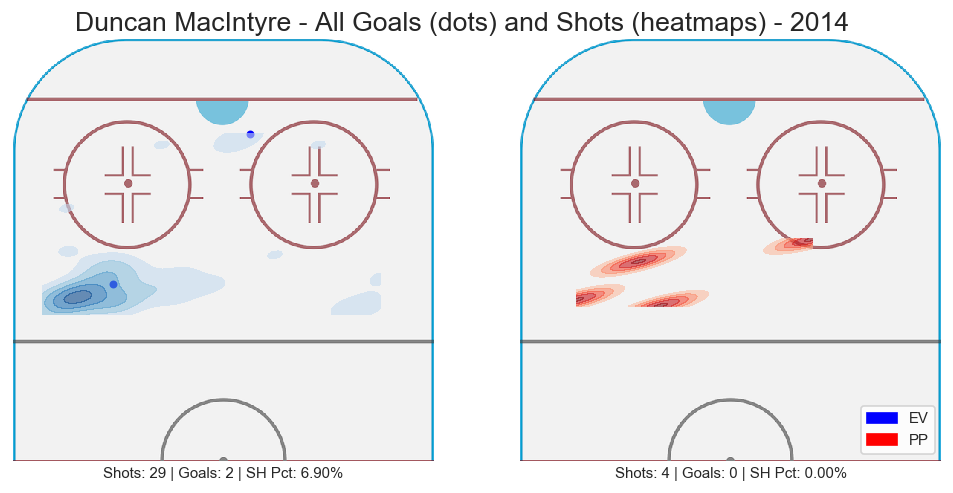 Duncan MacIntyre - All Goals (dots) and Shots (heatmaps) - 2014
EV
PP
Shots: 29 | Goals: 2 | SH Pct: 6.90%
Shots: 4 | Goals: 0 | SH Pct: 0.00%